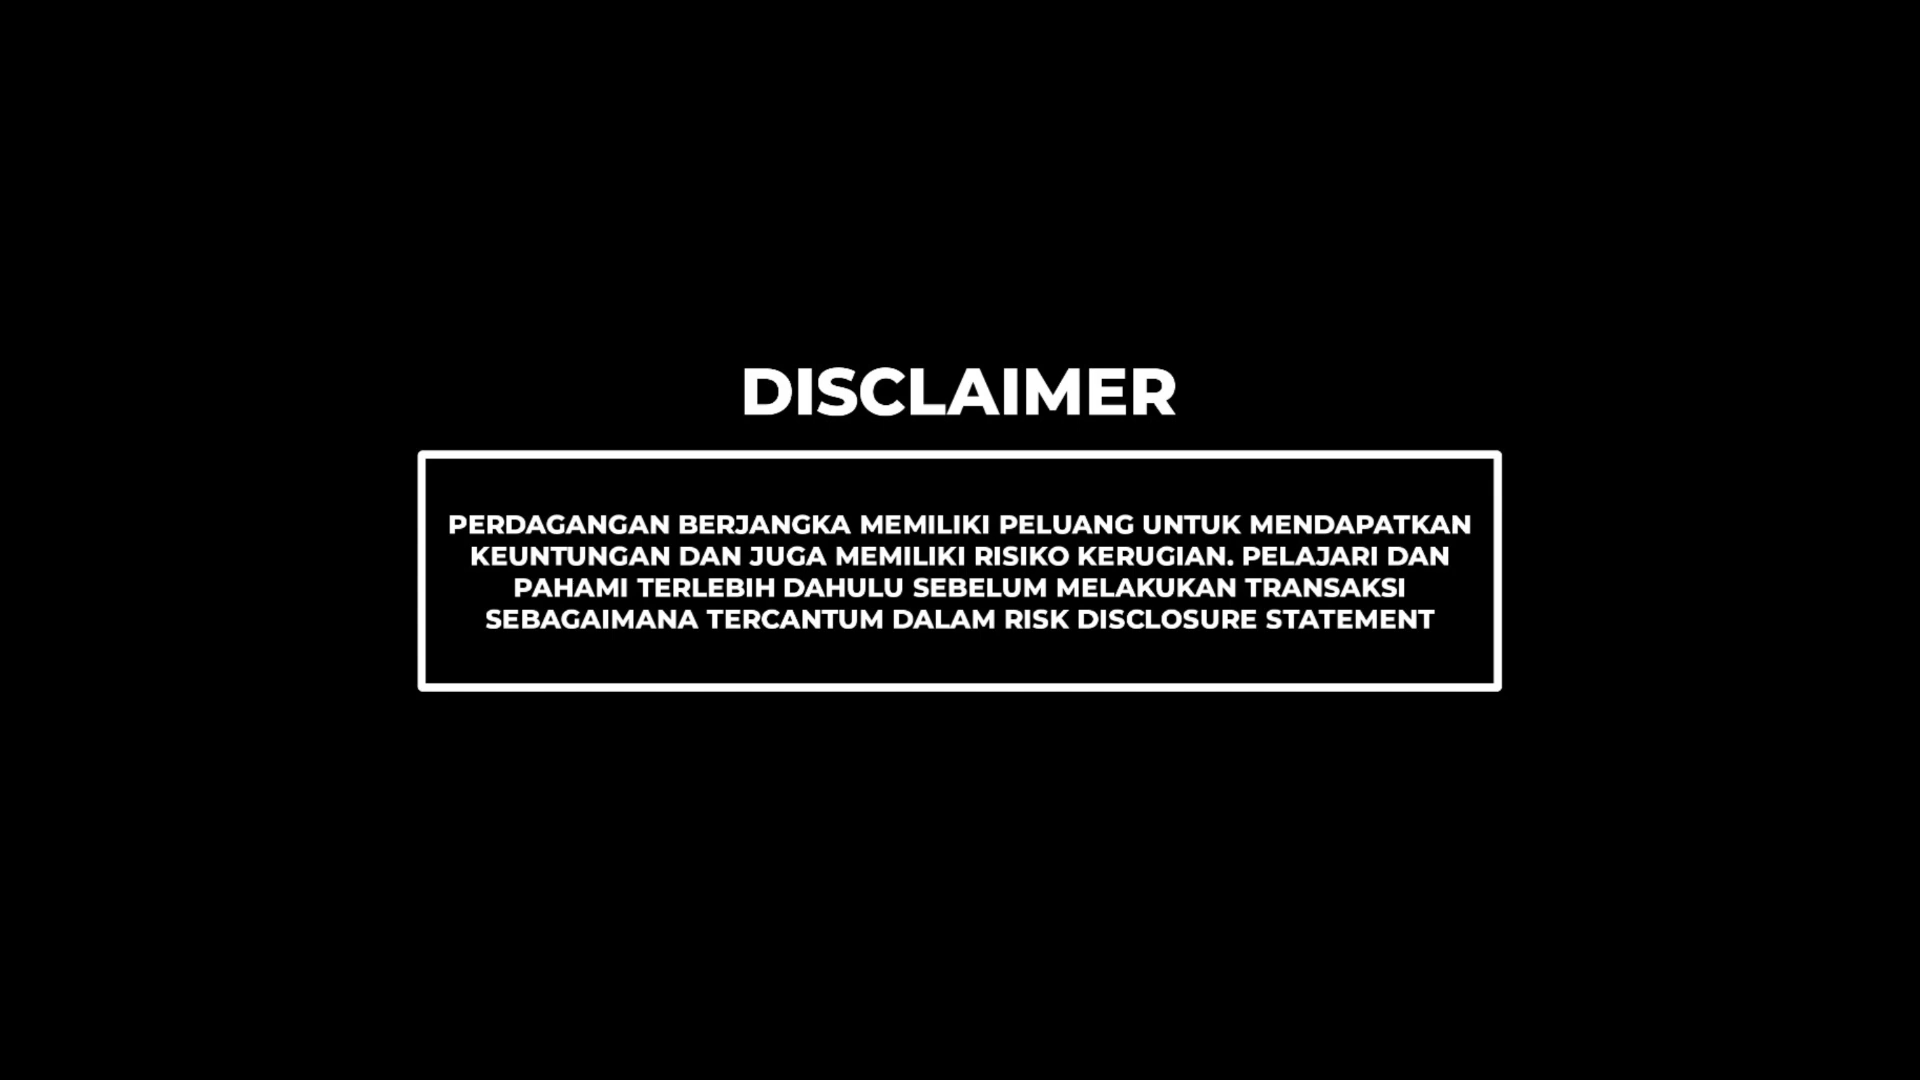 DISCLAIMER
PERDAGANGAN BERJANGKA MEMILIKI PELUANG UNTUK MENDAPATKAN
KEUNTUNGAN DAN JUGA MEMILIKI RISIKO KERUGIAN. PELAJARI DAN
PAHAMI TERLEBIH DAHULU SEBELUM MELAKUKAN TRANSAKSI
SEBAGAIMANA TERCANTUM DALAM RISK DISCLOSURE STATEMENT